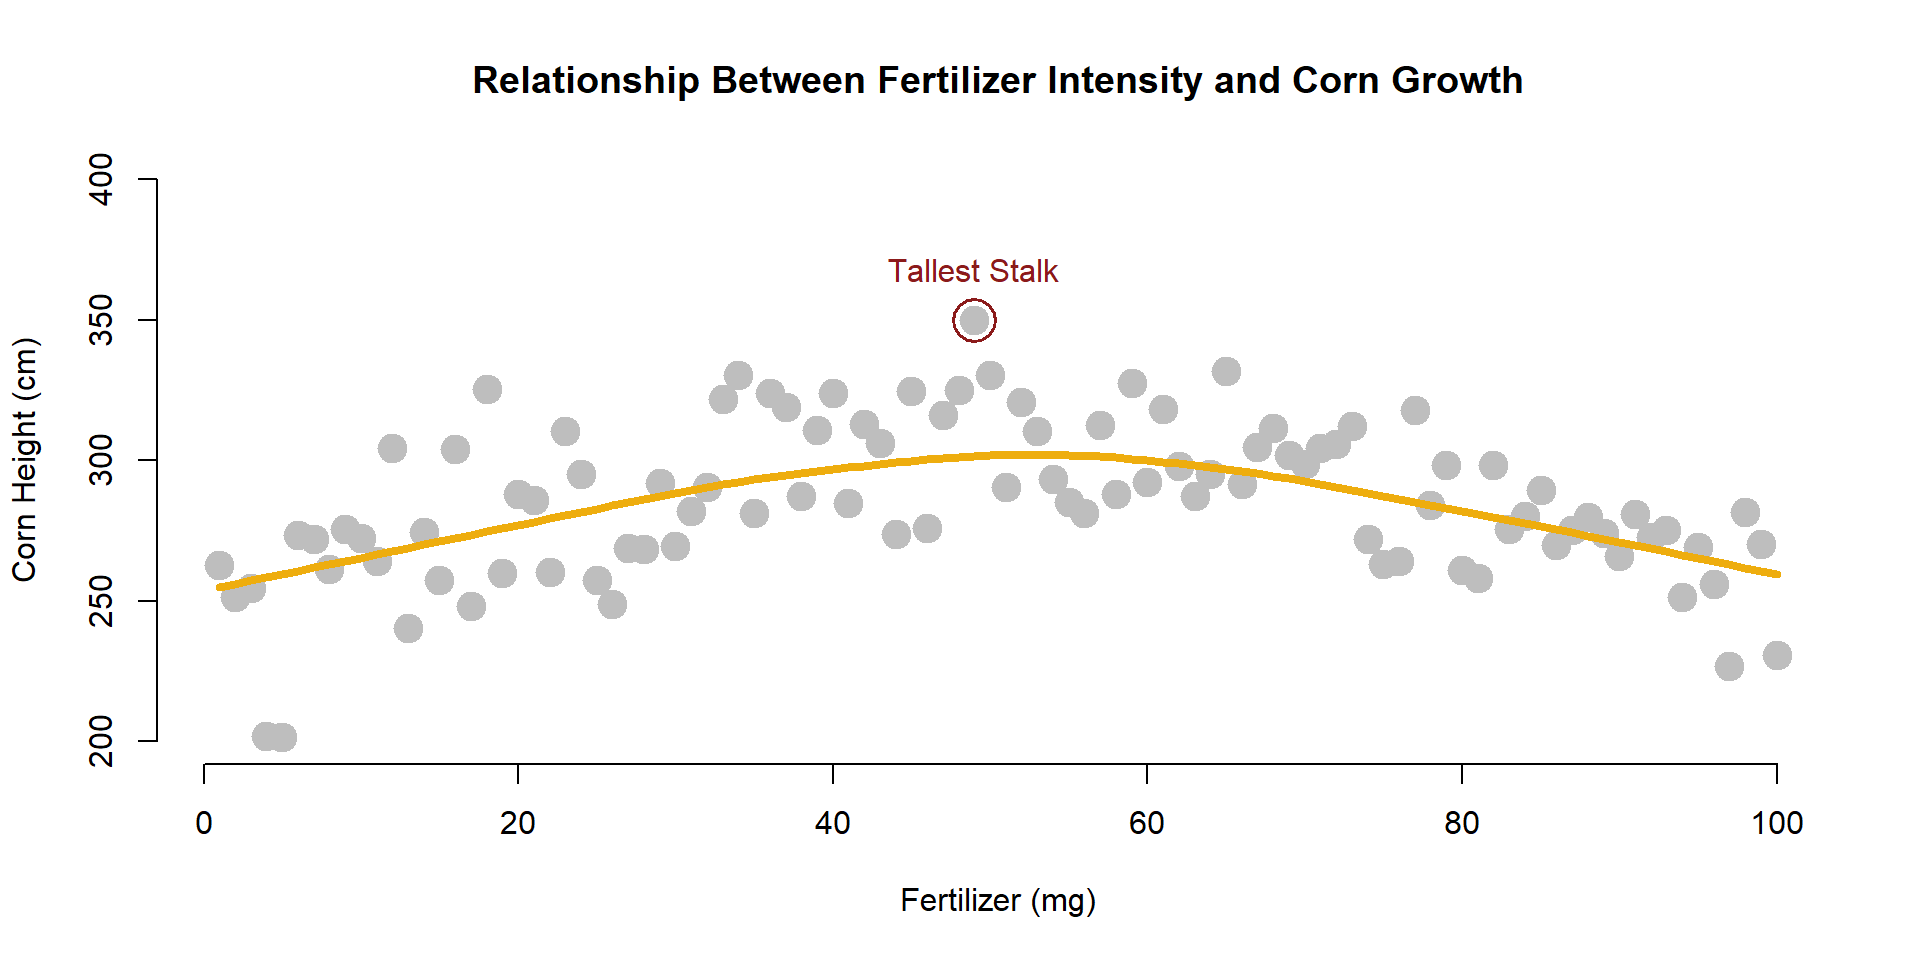 Relationship Between Fertilizer Intensity and Corn Growth
Tallest Stalk
Corn Height (cm)
400
350
300
250
200
0 20 40 60 80 100
Fertilizer (mg)